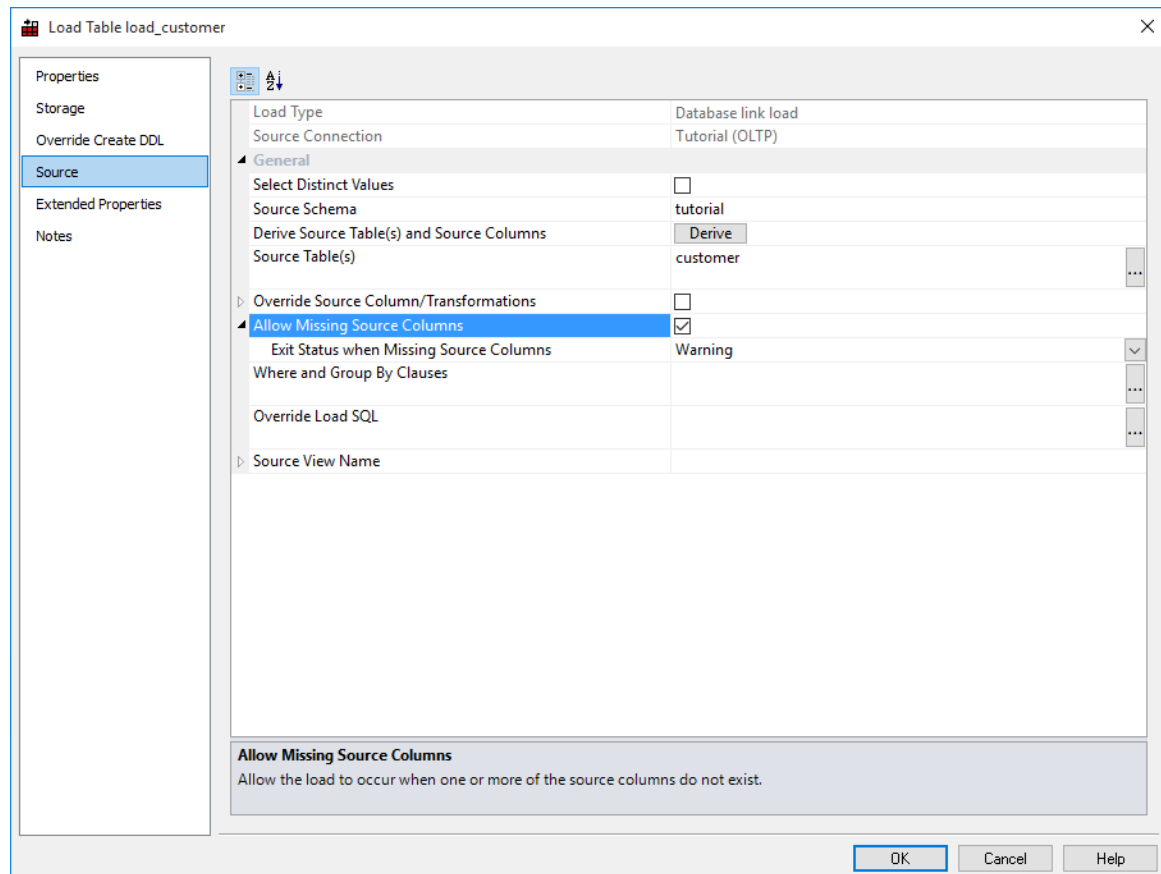 Load Table load_customer
Properties
Storage
Override Create DDL
Source
Extended Properties
Notes
Load Type Database link load
Source Connection Tutorial (OLTP)
General
Select Distinct Values
Source Schema tutorial
Derive Source Table(s) and Source Columns Derive
Source Table(s) customer
...
Override Source Column/Transformations
Allow Missing Source Columns
Exit Status when Missing Source Columns Warning
Where and Group By Clauses
...
Override Load SQL
...
Source View Name
Allow Missing Source Columns
Allow the load to occur when one or more of the source columns do not exist.
OK Cancel Help